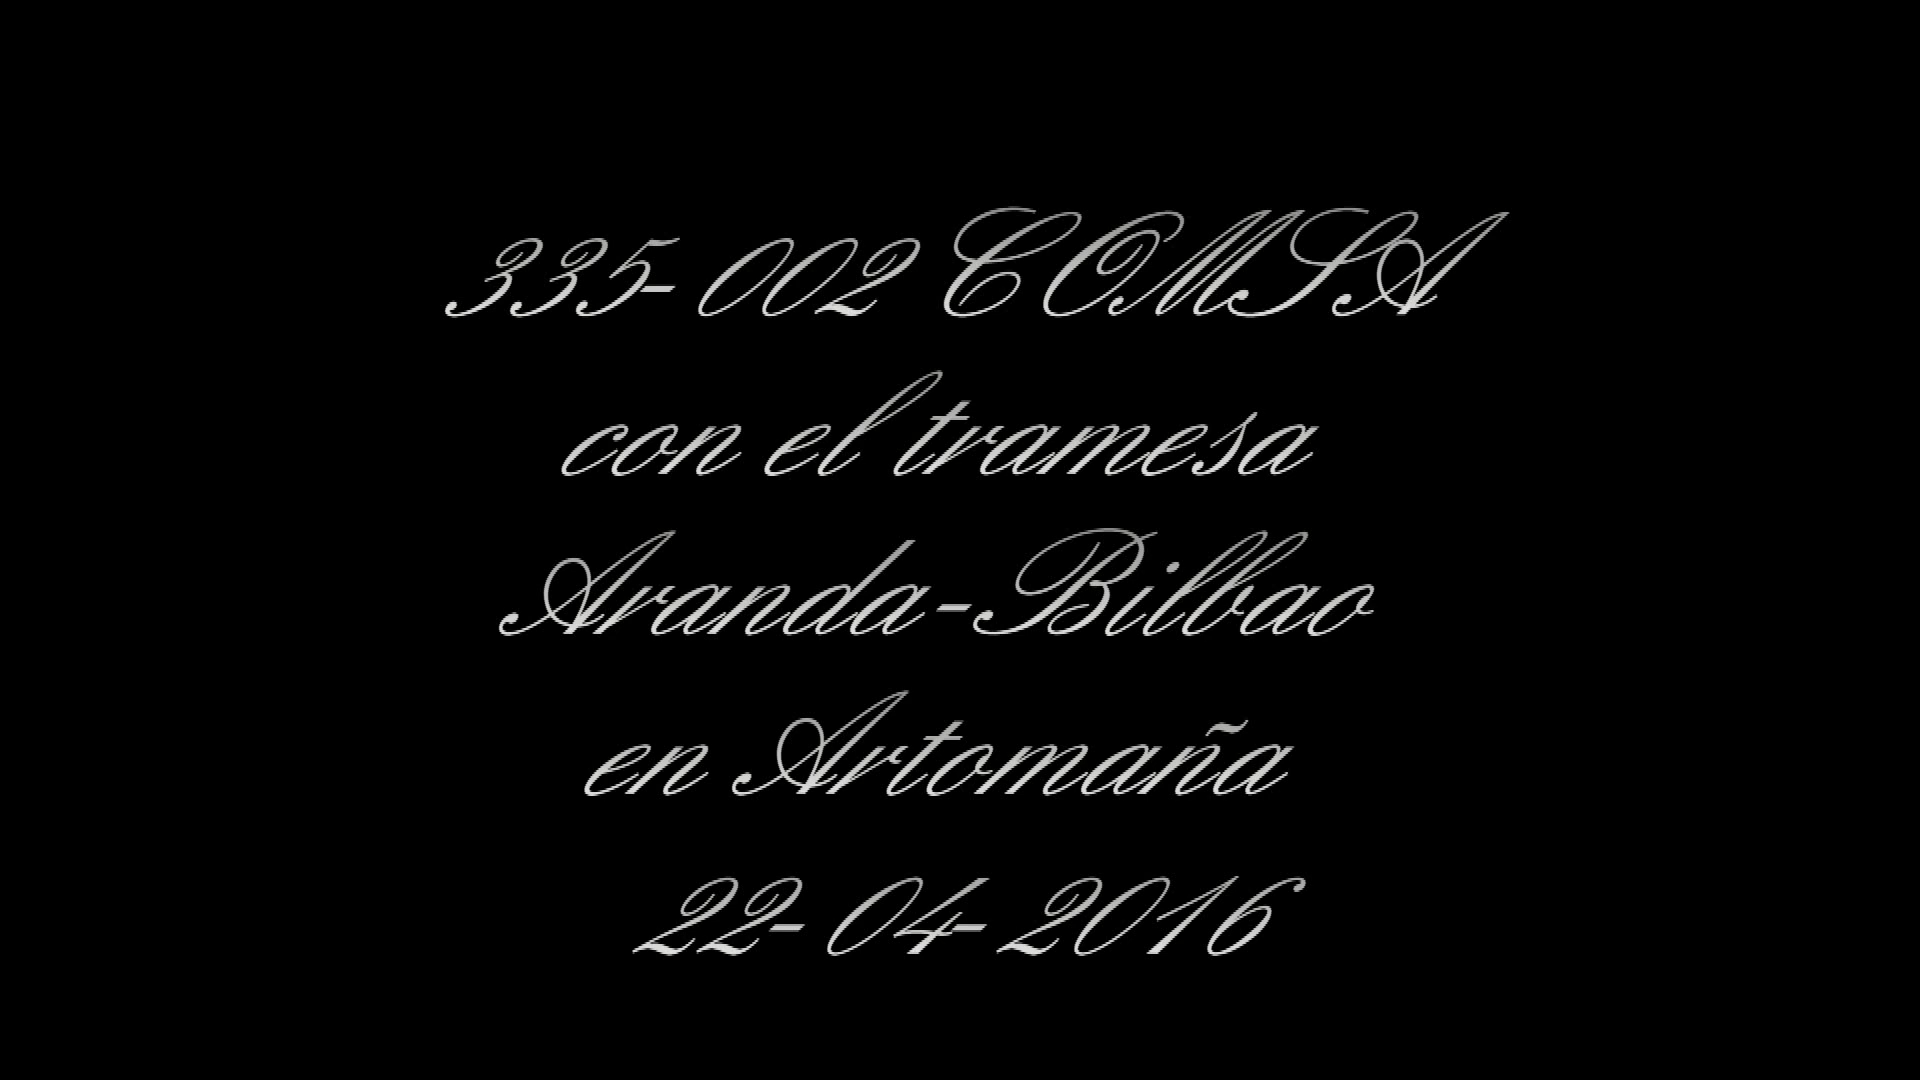 335-002 COMSA
con el tramesa
Aranda-Bilbao
en Artomaña
22-04-2016